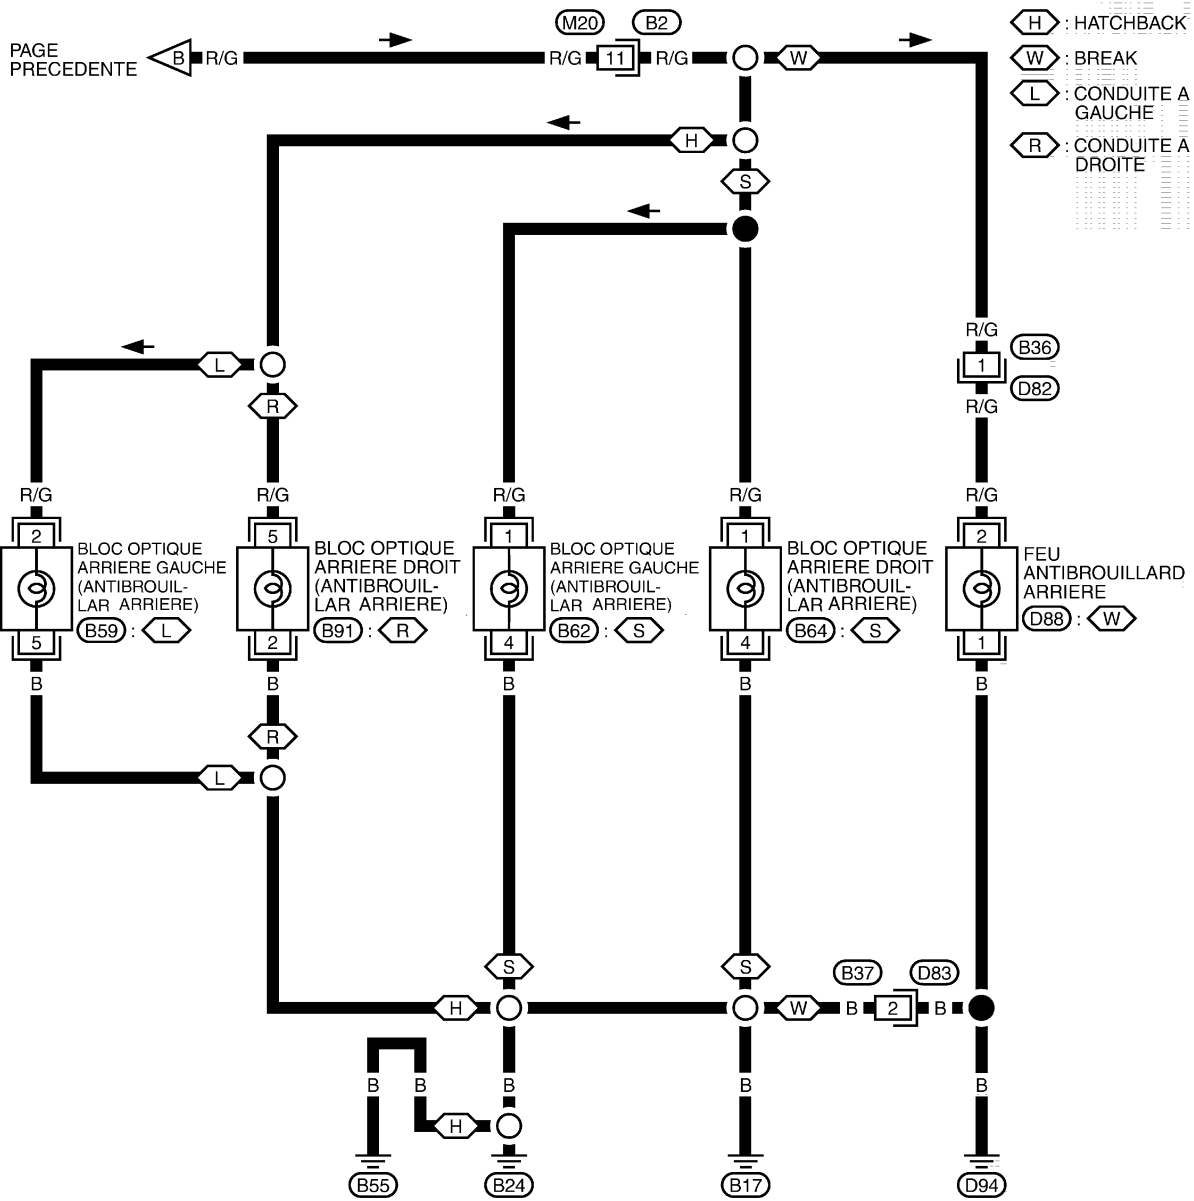 M20 B2
H : HATCHBACK
PAGE
PRECEDENTE
B R/G R/G 11 R/G W
W : BREAK
L : CONDUITE A
GAUCHE
H
R : CONDUITE A
DROITE
S
R/G
B36
L
1
D82
R
R/G
R/G R/G R/G R/G R/G
2 5 1 1 2
BLOC OPTIQUE
ARRIERE GAUCHE
(ANTIBROUIL-
LAR ARRIERE)
B59 : L
BLOC OPTIQUE
ARRIERE DROIT
(ANTIBROUIL-
LAR ARRIERE)
B91 : R
BLOC OPTIQUE
ARRIERE GAUCHE
(ANTIBROUIL-
LAR ARRIERE)
B62 : S
BLOC OPTIQUE
ARRIERE DROIT
(ANTIBROUIL-
LAR ARRIERE)
B64 : S
FEU
ANTIBROUILLARD
ARRIERE
D88 : W
5 2 4 4 1
B B B B B
R
L
S S
B37 D83
H W B 2 B
B B B B B
H
B55 B24 B17 D94